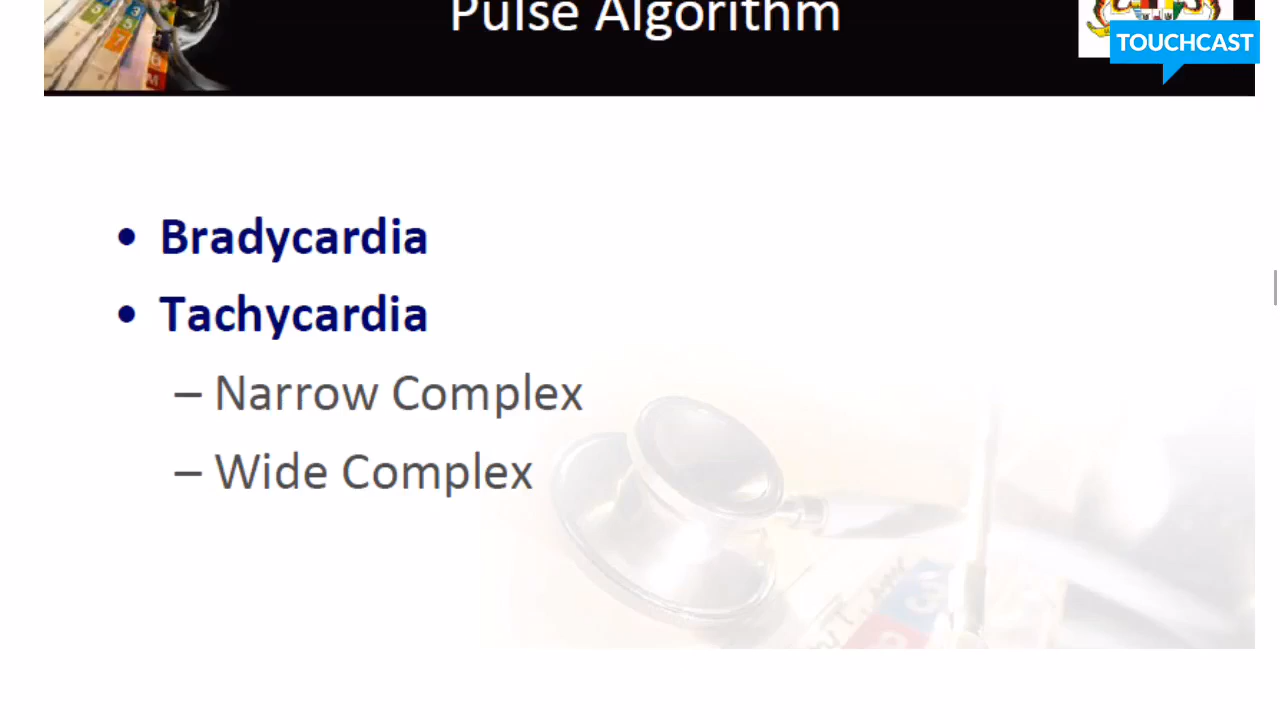 Pulse Algorithm
TOUCHCAST
• Bradycardia
• Tachycardia
– Narrow Complex
– Wide Complex